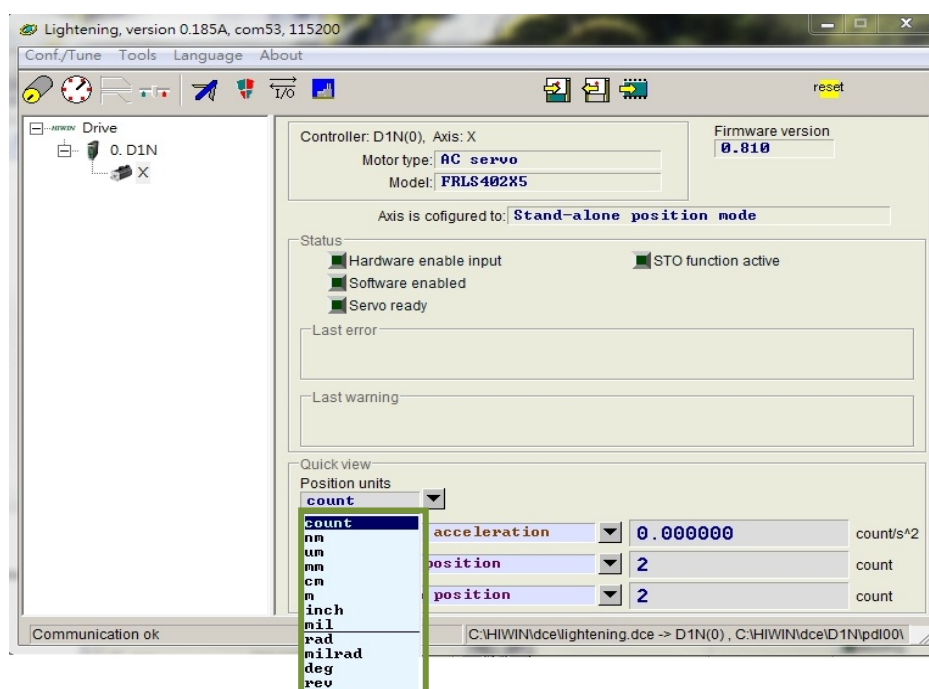 Lightening, version 0.185A, com53, 115200
Conf./Tune Tools Language About
I/O
reset
HIWIN Drive
0. D1N
X
Controller: D1N(0), Axis: X
Motor type: AC servo
Model: FRLS402X5
Firmware version
0.810
Axis is cofigured to: Stand-alone position mode
Status
Hardware enable input
STO function active
Software enabled
Servo ready
Last error
Last warning
Quick view
Position units
count
count
nm
um
mm
cm
m
inch
mil
rad
milrad
deg
rev
acceleration 0.000000 count/s^2
position 2 count
position 2 count
Communication ok
C:\HIWIN\dce\lightening.dce -> D1N(0) , C:\HIWIN\dce\D1N\pdl00\